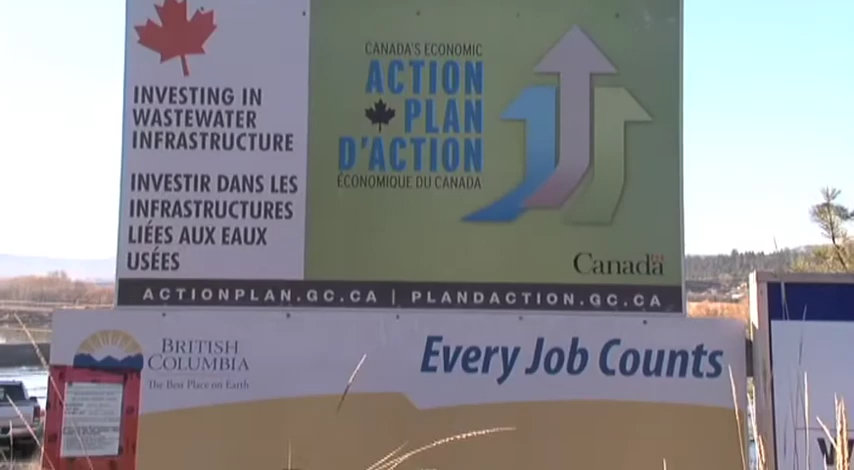 INVESTING IN
WASTEWATER
INFRASTRUCTURE
INVESTIR DANS LES
INFRASTRUCTURES
LIÉES AUX EAUX
USÉES
CANADA'S ECONOMIC
ACTION
PLAN
D'ACTION
ÉCONOMIQUE DU CANADA
Canada
ACTIONPLAN.GC.CA | PLANDACTION.GC.CA
BRITISH
COLUMBIA
The Best Place on Earth
Every Job Counts